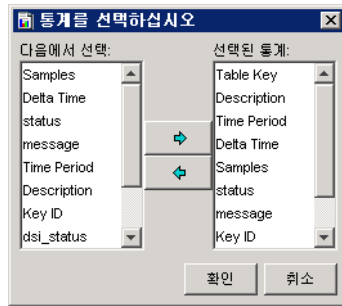 통계를 선택하십시오
다음에서 선택:
Samples
Delta Time
status
message
Time Period
Description
Key ID
dsi_status
선택된 통계:
Table Key
Description
Time Period
Delta Time
Samples
status
message
Key ID
확인
취소